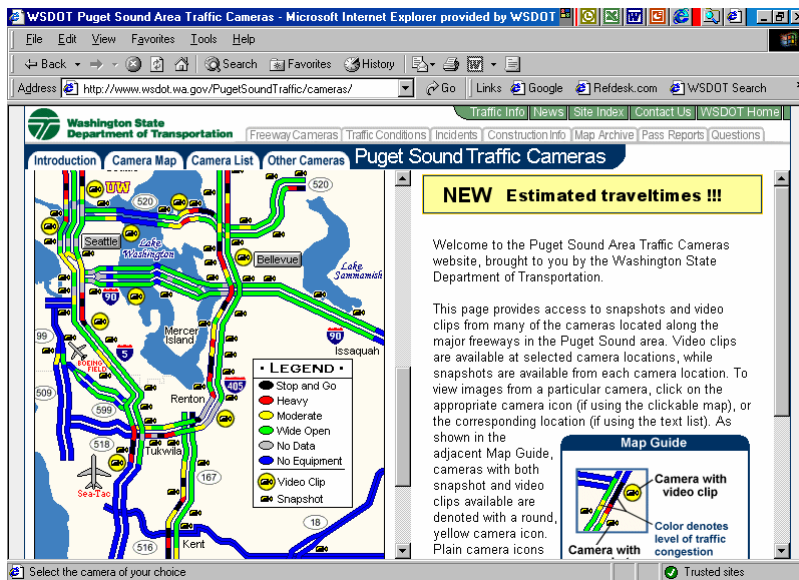 WSDOT Puget Sound Area Traffic Cameras - Microsoft Internet Explorer provided by WSDOT
File Edit View Favorites Tools Help
Back Search Favorites History
Address http://www.wsdot.wa.gov/PugetSoundTraffic/cameras/ Go Links Google Refdesk.com WSDOT Search
Traffic Info News Site Index Contact Us WSDOT Home
Washington State
Department of Transportation
Freeway Cameras Traffic Conditions Incidents Construction Info Map Archive Pass Reports Questions
Introduction Camera Map Camera List Other Cameras Puget Sound Traffic Cameras
UW
520
520
Seattle
Lake
Washington
Bellevue
Lake
Sammamish
90
Mercer
Island
90
Issaquah
99
5
BOEING
FIELD
509
599
Renton
405
518
Tukwila
Sea-Tac
167
18
516
Kent
• LEGEND •
Stop and Go
Heavy
Moderate
Wide Open
No Data
No Equipment
Video Clip
Snapshot
NEW Estimated traveltimes !!!
Welcome to the Puget Sound Area Traffic Cameras
website, brought to you by the Washington State
Department of Transportation.
This page provides access to snapshots and video
clips from many of the cameras located along the
major freeways in the Puget Sound area. Video clips
are available at selected camera locations, while
snapshots are available from each camera location. To
view images from a particular camera, click on the
appropriate camera icon (if using the clickable map), or
the corresponding location (if using the text list). As
shown in the
adjacent Map Guide,
cameras with both
snapshot and video
clips available are
denoted with a round,
yellow camera icon.
Plain camera icons
Map Guide
Camera with
video clip
Color denotes
level of traffic
congestion
Camera with
Select the camera of your choice
Trusted sites